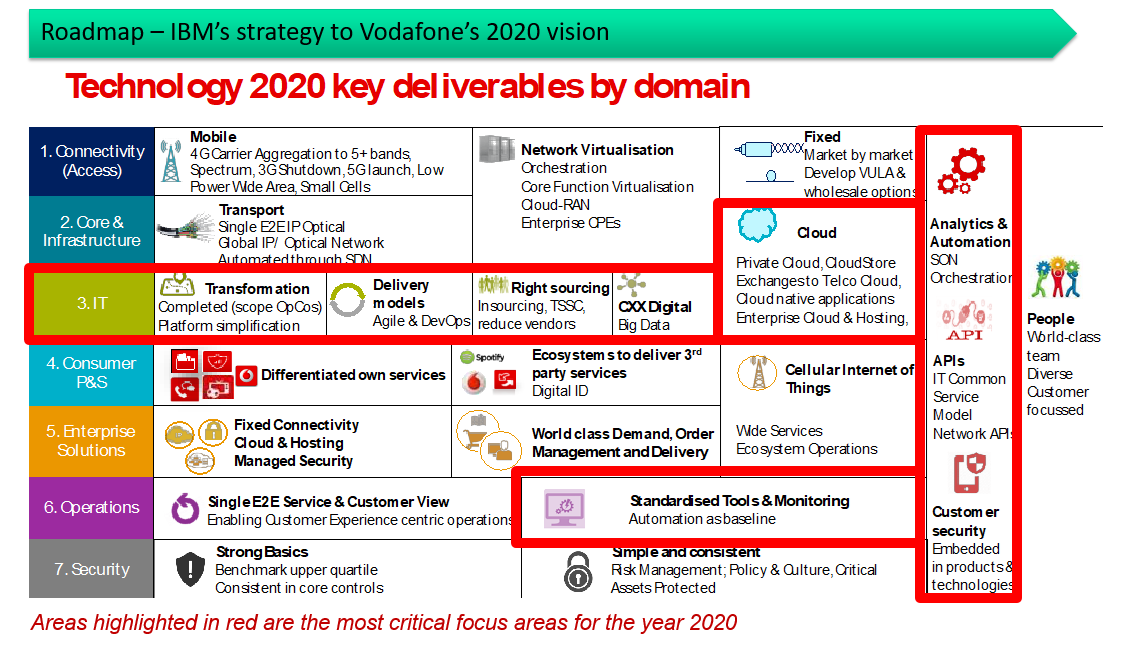 Roadmap – IBM's strategy to Vodafone's 2020 vision
Technology 2020 key deliverables by domain
1. Connectivity
(Access)
Mobile
4G Carrier Aggregation to 5+ bands,
Spectrum, 3G Shutdown, 5G launch, Low
Power Wide Area, Small Cells
Network Virtualisation
Orchestration
Core Function Virtualisation
Cloud-RAN
Enterprise CPEs
Fixed
Market by market
Develop VULA &
wholesale options
2. Core &
Infrastructure
Transport
Single E2E IP Optical
Global IP/ Optical Network
Automated through SDN
Cloud
Private Cloud, CloudStore
Exchanges to Telco Cloud,
Cloud native applications
Enterprise Cloud & Hosting,
3. IT
Transformation
Completed (scope OpCos)
Platform simplification
Delivery
models
Agile & DevOps
Right sourcing
Insourcing, TSSC,
reduce vendors
CXX Digital
Big Data
4. Consumer
P&S
Differentiated own services
Spotify
Ecosystems to deliver 3rd
party services
Digital ID
Cellular Internet of
Things
Wide Services
Ecosystem Operations
5. Enterprise
Solutions
Fixed Connectivity
Cloud & Hosting
Managed Security
World class Demand, Order
Management and Delivery
6. Operations
Single E2E Service & Customer View
Enabling Customer Experience centric operations
Standardised Tools & Monitoring
Automation as baseline
7. Security
Strong Basics
Benchmark upper quartile
Consistent in core controls
Simple and consistent
Risk Management; Policy & Culture, Critical
Assets Protected
Analytics &
Automation
SON
Orchestration
API
APIs
IT Common
Service
Model
Network APIs
Customer
security
Embedded
in products &
technologies
People
World-class
team
Diverse
Customer
focussed
Areas highlighted in red are the most critical focus areas for the year 2020